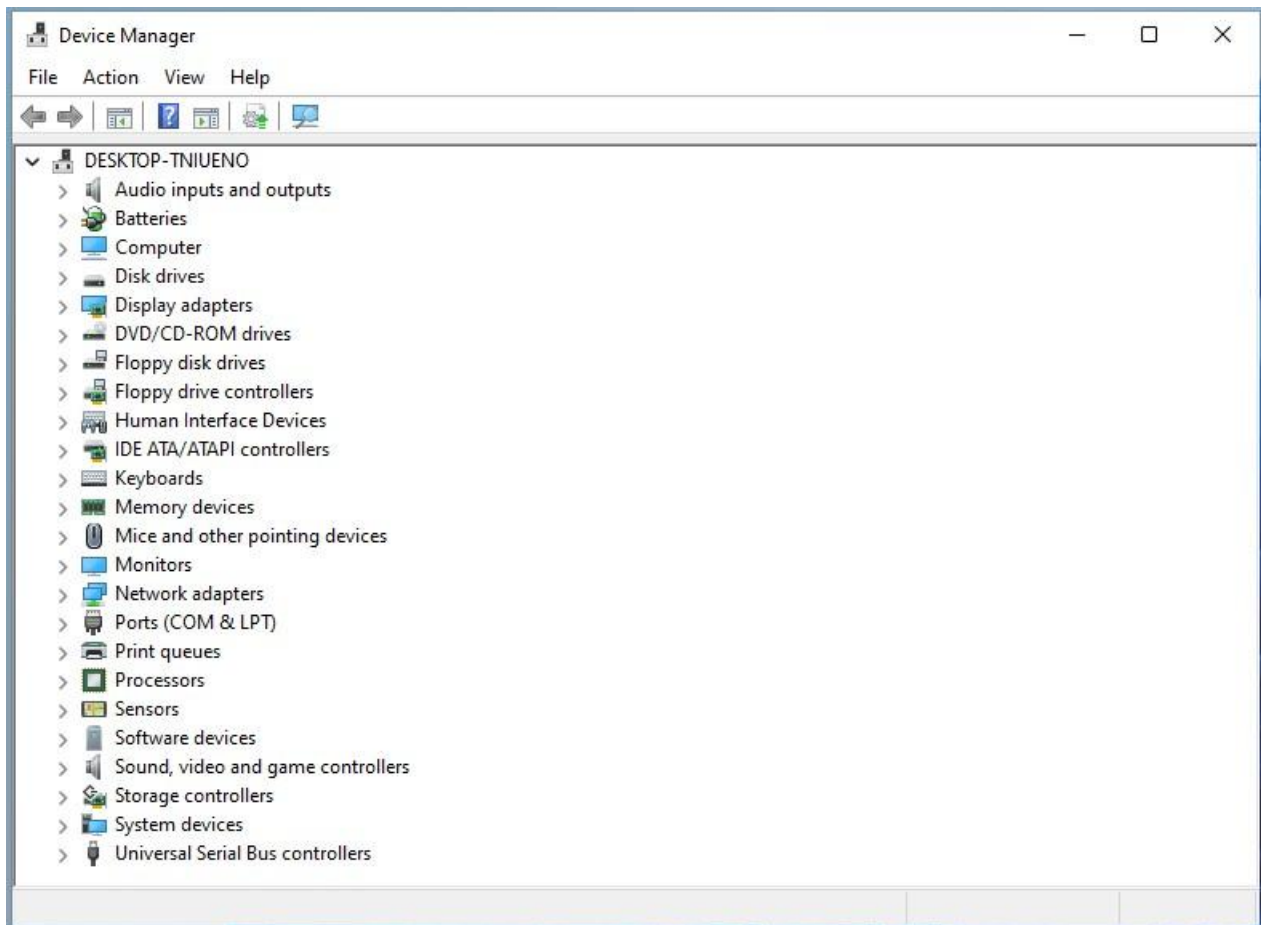 Device Manager
File Action View Help
DESKTOP-TNIUENO
Audio inputs and outputs
Batteries
Computer
Disk drives
Display adapters
DVD/CD-ROM drives
Floppy disk drives
Floppy drive controllers
Human Interface Devices
IDE ATA/ATAPI controllers
Keyboards
Memory devices
Mice and other pointing devices
Monitors
Network adapters
Ports (COM & LPT)
Print queues
Processors
Sensors
Software devices
Sound, video and game controllers
Storage controllers
System devices
Universal Serial Bus controllers